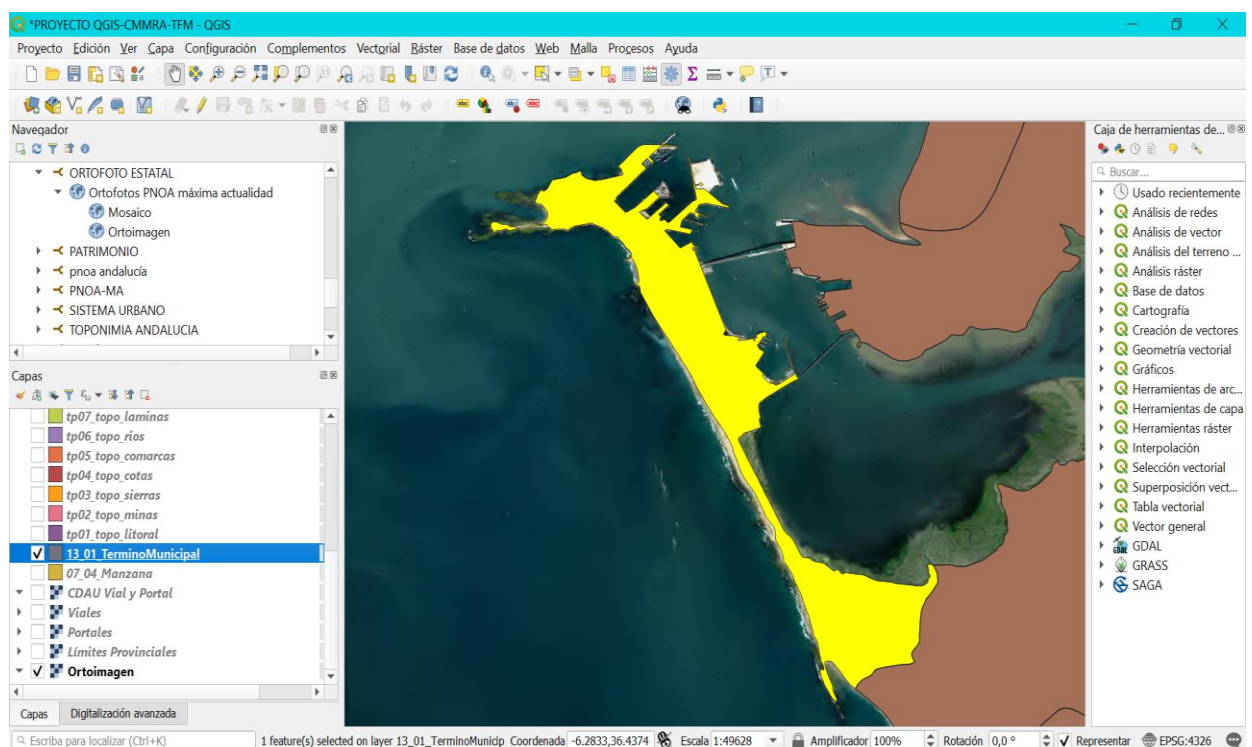 *PROYECTO QGIS-CMMRA-TFM - QGIS
Proyecto Edición Ver Capa Configuración Complementos Vectorial Ráster Base de datos Web Malla Procesos Ayuda
Navegador
ORTOFOTO ESTATAL
Ortofotos PNOA máxima actualidad
Mosaico
Ortoimagen
PATRIMONIO
pnoa andalucía
PNOA-MA
SISTEMA URBANO
TOPONIMIA ANDALUCIA
Capas
tp07_topo_laminas
tp06_topo_rios
tp05_topo_comarcas
tp04_topo_cotas
tp03_topo_sierras
tp02_topo_minas
tp01_topo_litoral
13_01_TerminoMunicipal
07_04_Manzana
CDAU Vial y Portal
Viales
Portales
Límites Provinciales
Ortoimagen
Capas Digitalización avanzada
Caja de herramientas de...
Buscar...
Usado recientemente
Análisis de redes
Análisis de vector
Análisis del terreno ...
Análisis ráster
Base de datos
Cartografía
Creación de vectores
Geometría vectorial
Gráficos
Herramientas de arc...
Herramientas de capa
Herramientas ráster
Interpolación
Selección vectorial
Superposición vect...
Tabla vectorial
Vector general
GDAL
GRASS
SAGA
Escriba para localizar (Ctrl+K) 1 feature(s) selected on layer 13_01_TerminoMunicip Coordenada -6.2833,36.4374 Escala 1:49628 Amplificador 100% Rotación 0,0 ° Representar EPSG:4326